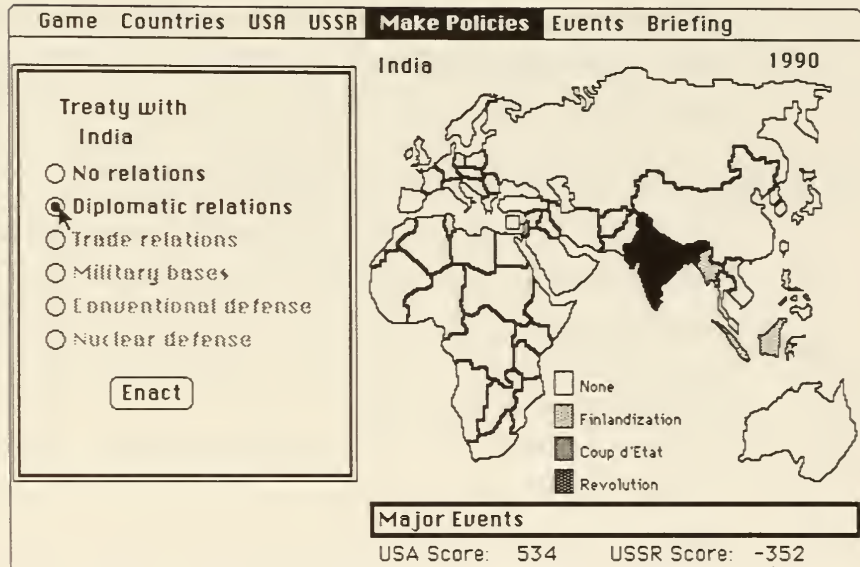 Game Countries USA USSR Make Policies Events Briefing
Treaty with
India
No relations
Diplomatic relations
Trade relations
Military bases
Conventional defense
Nuclear defense
Enact
India 1990
None
Finlandization
Coup d'Etat
Revolution
Major Events
USA Score: 534 USSR Score: -352